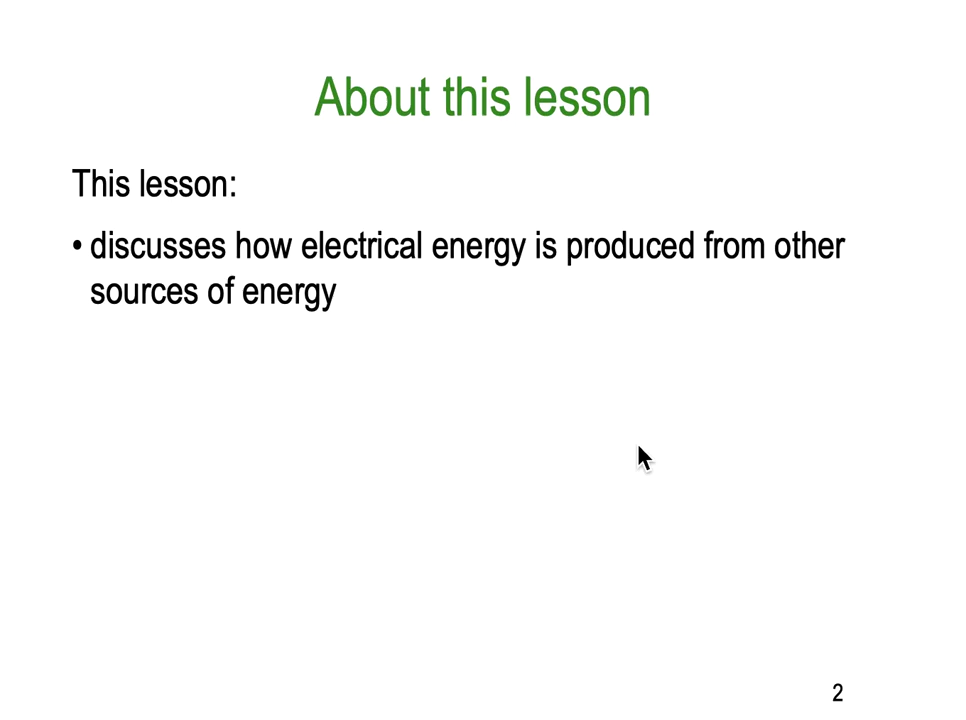 About this lesson
This lesson:
• discusses how electrical energy is produced from other
sources of energy
2